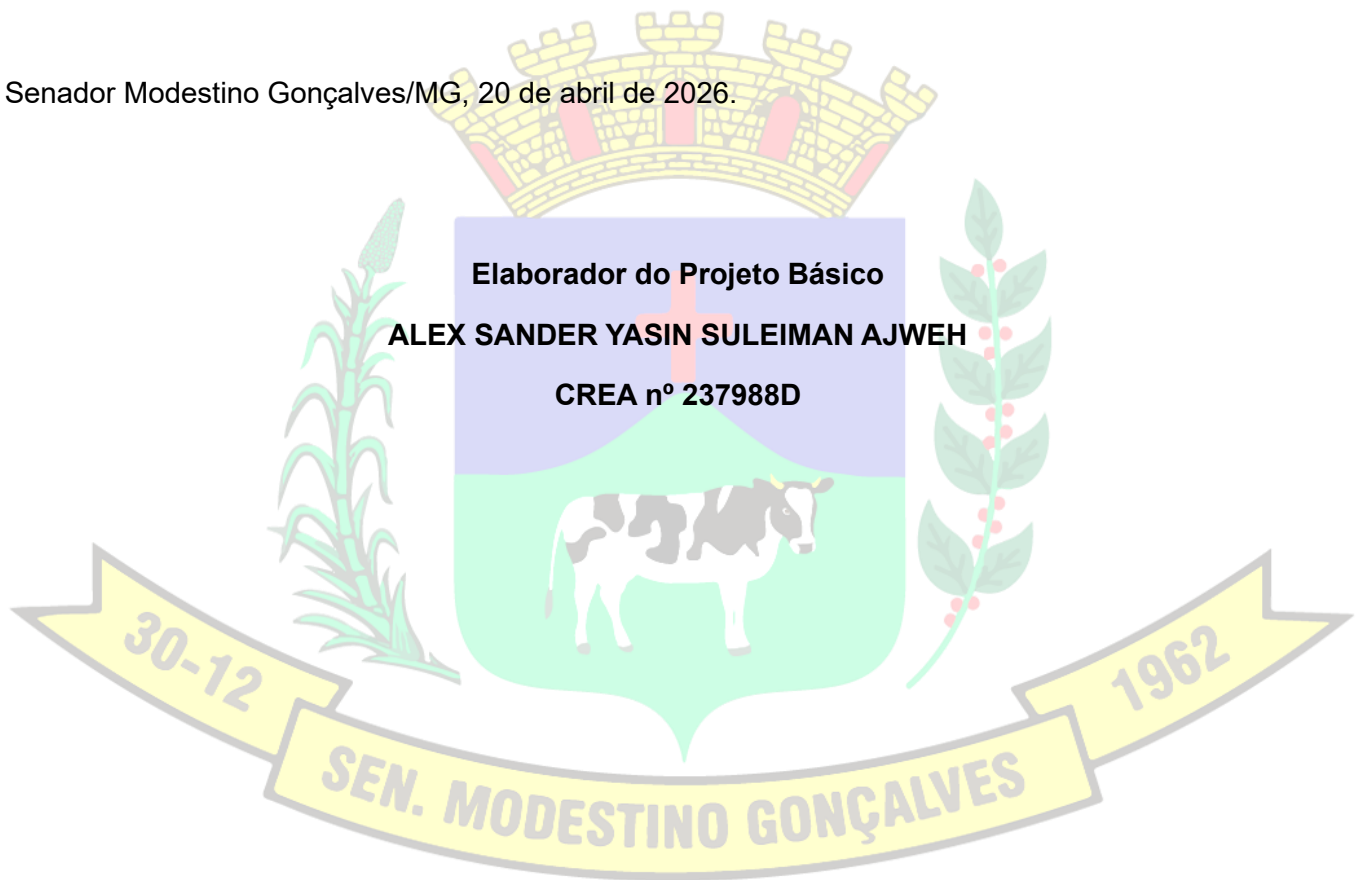 Senador Modestino Gonçalves/MG, 20 de abril de 2026.
Elaborador do Projeto Básico
ALEX SANDER YASIN SULEIMAN AJWEH
CREA nº 237988D
30-12
1962
SEN. MODESTINO GONÇALVES